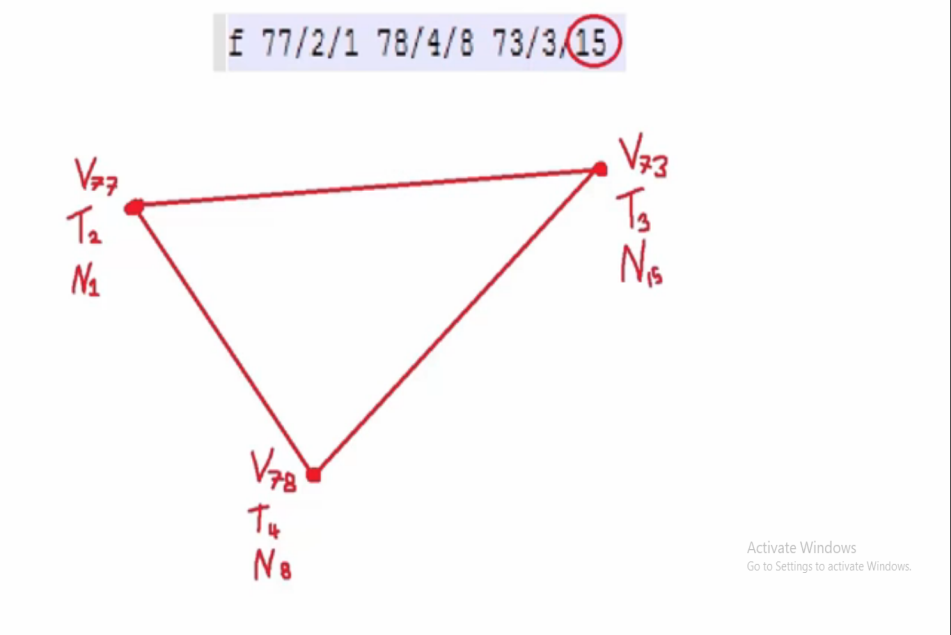 f 77/2/1 78/4/8 73/3/15
V77
T2
N1
V73
T3
N15
V78
T4
N8
Activate Windows
Go to Settings to activate Windows.